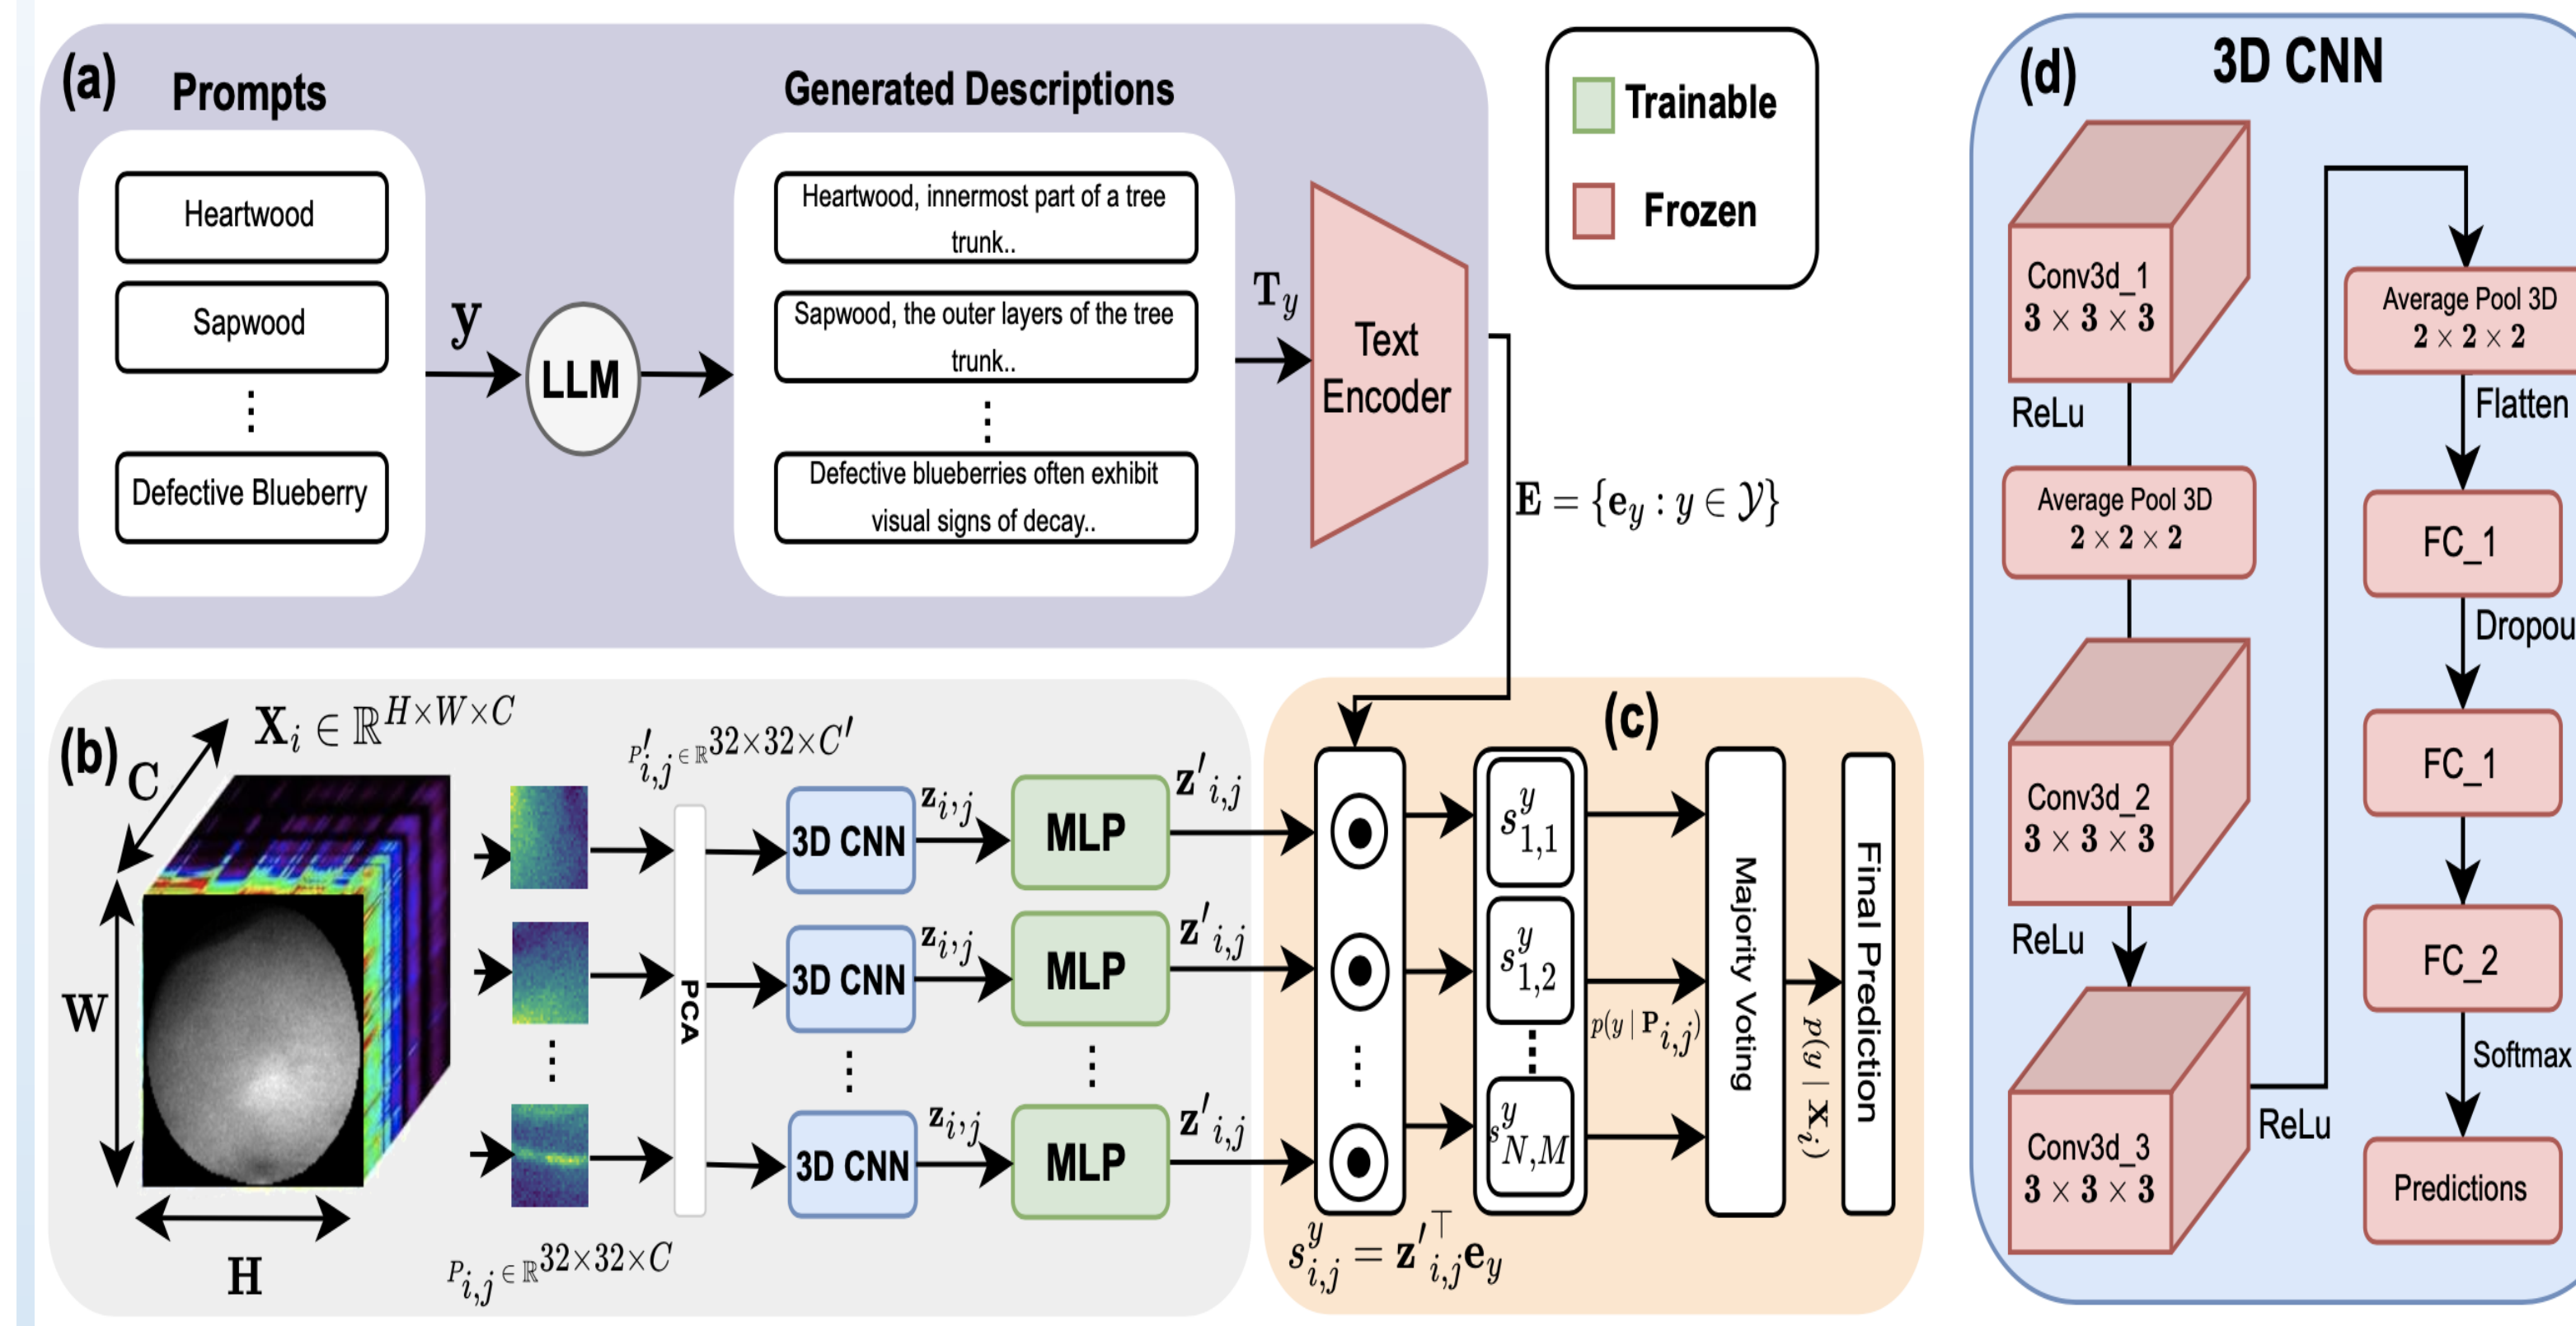 (a)
Prompts
Heartwood
Sapwood
⋮
Defective Blueberry
y
LLM
Generated Descriptions
Heartwood, innermost part of a tree
trunk..
Sapwood, the outer layers of the tree
trunk..
⋮
Defective blueberries often exhibit
visual signs of decay..
T_y
Text
Encoder
Trainable
Frozen
E = {e_y : y ∈ 𝒴}
(b)
X_i ∈ ℝ^{H×W×C}
C
W
H
P_{i,j} ∈ ℝ^{32×32×C}
P'_{i,j} ∈ ℝ^{32×32×C'}
PCA
3D CNN
z_{i,j}
MLP
z'_{i,j}
3D CNN
z_{i,j}
MLP
z'_{i,j}
⋮
3D CNN
z_{i,j}
MLP
z'_{i,j}
(c)
s^y_{1,1}
s^y_{1,2}
⋮
s^y_{N,M}
s^y_{i,j} = z'^⊤_{i,j} e_y
p(y | P_{i,j})
Majority Voting
p(y | X_i)
Final Prediction
(d)
3D CNN
Conv3d_1
3 × 3 × 3
ReLu
Average Pool 3D
2 × 2 × 2
Conv3d_2
3 × 3 × 3
ReLu
Conv3d_3
3 × 3 × 3
ReLu
Average Pool 3D
2 × 2 × 2
Flatten
FC_1
Dropou
FC_1
FC_2
Softmax
Predictions